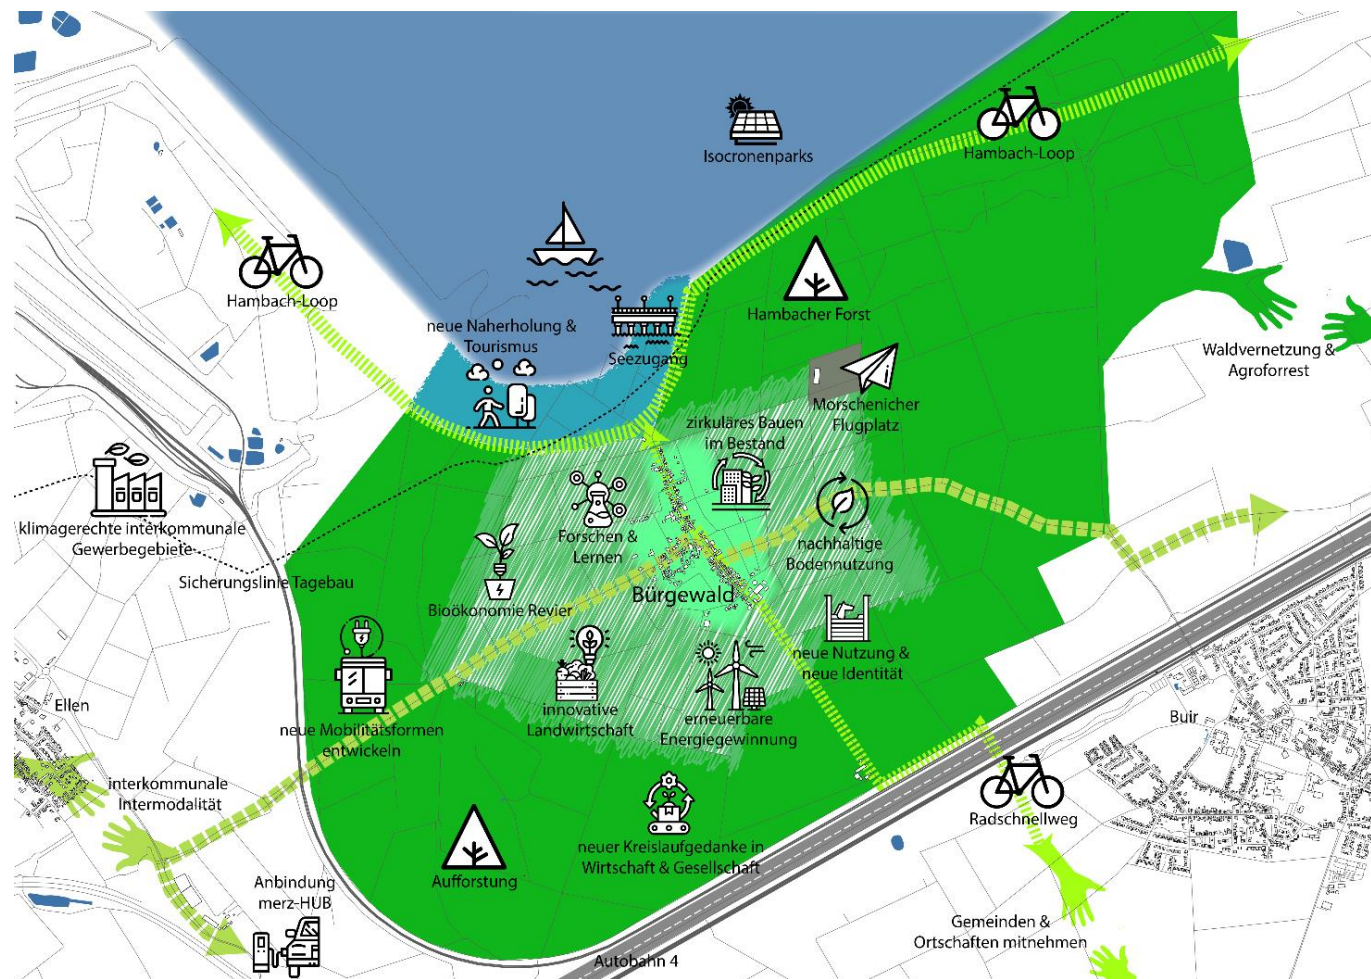 Isocronenparks
Hambach-Loop
Hambach-Loop
neue Naherholung &
Tourismus
Seezugang
Hambacher Forst
Waldvernetzung &
Agroforrest
Morschenicher
Flugplatz
zirkuläres Bauen
im Bestand
klimagerechte interkommunale
Gewerbegebiete
Sicherungslinie Tagebau
Forschen &
Lernen
nachhaltige
Bodennutzung
Bioökonomie Revier
Bürgewald
neue Nutzung &
neue Identität
Ellen
neue Mobilitätsformen
entwickeln
innovative
Landwirtschaft
erneuerbare
Energiegewinnung
Buir
interkommunale
Intermodalität
Radschnellweg
neuer Kreislaufgedanke in
Wirtschaft & Gesellschaft
Aufforstung
Anbindung
merz-HUB
Gemeinden &
Ortschaften mitnehmen
Autobahn 4